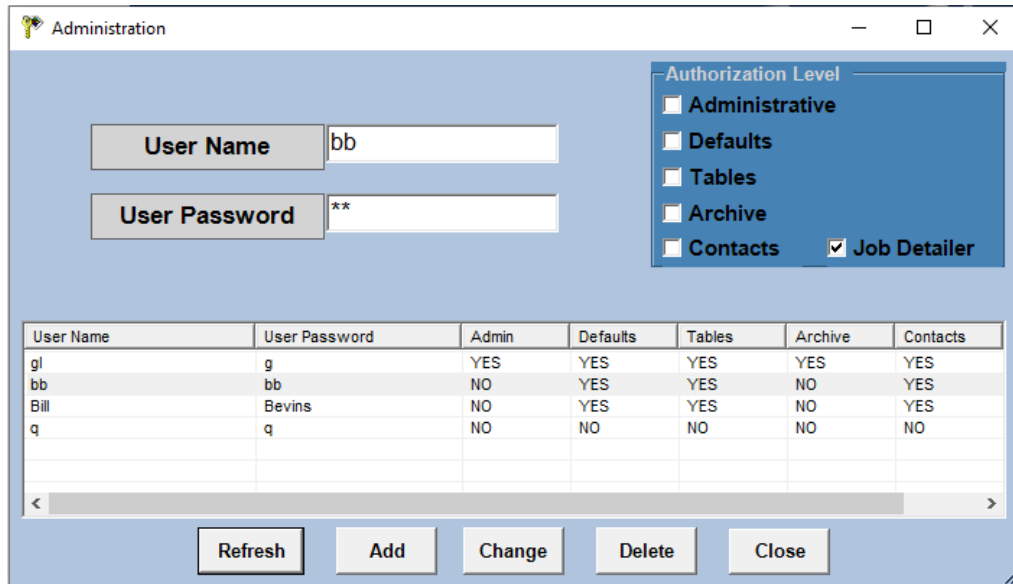 Administration
Authorization Level
Administrative
User Name bb
Defaults
Tables
User Password **
Archive
Contacts Job Detailer
User Name User Password Admin Defaults Tables Archive Contacts
gl g YES YES YES YES YES
bb bb NO YES YES NO YES
Bill Bevins NO YES YES NO YES
q q NO NO NO NO NO
Refresh Add Change Delete Close